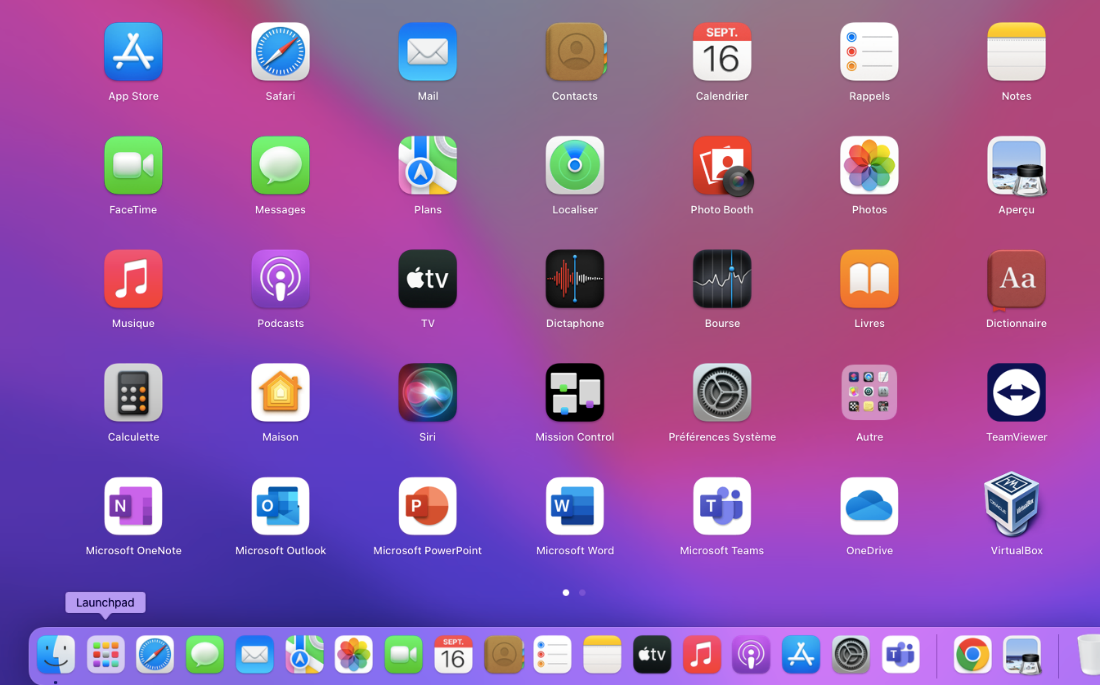 SEPT.
16
App Store
Safari
Mail
Contacts
Calendrier
Rappels
Notes
FaceTime
Messages
Plans
Localiser
Photo Booth
Photos
Aperçu
tv
Aa
Musique
Podcasts
TV
Dictaphone
Bourse
Livres
Dictionnaire
Calculette
Maison
Siri
Mission Control
Préférences Système
Autre
TeamViewer
N
O
P
W
T
Microsoft OneNote
Microsoft Outlook
Microsoft PowerPoint
Microsoft Word
Microsoft Teams
OneDrive
VirtualBox
Launchpad
SEPT.
16
tv
T